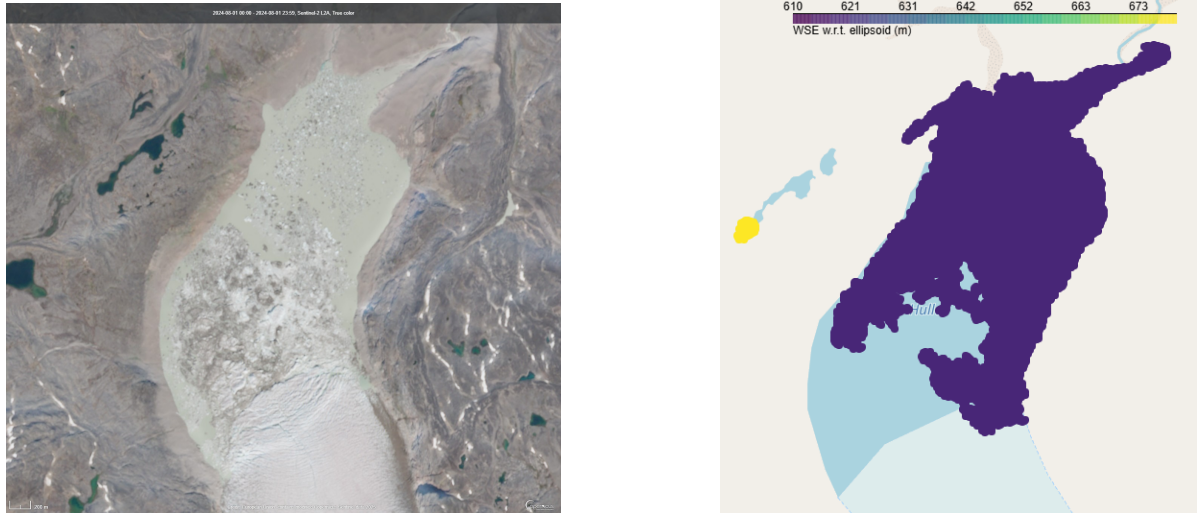 2024-08-01 00:00 - 2024-08-01 23:59, Sentinel-2 L2A, True color
610 621 631 642 652 663 673
WSE w.r.t. ellipsoid (m)
Hull